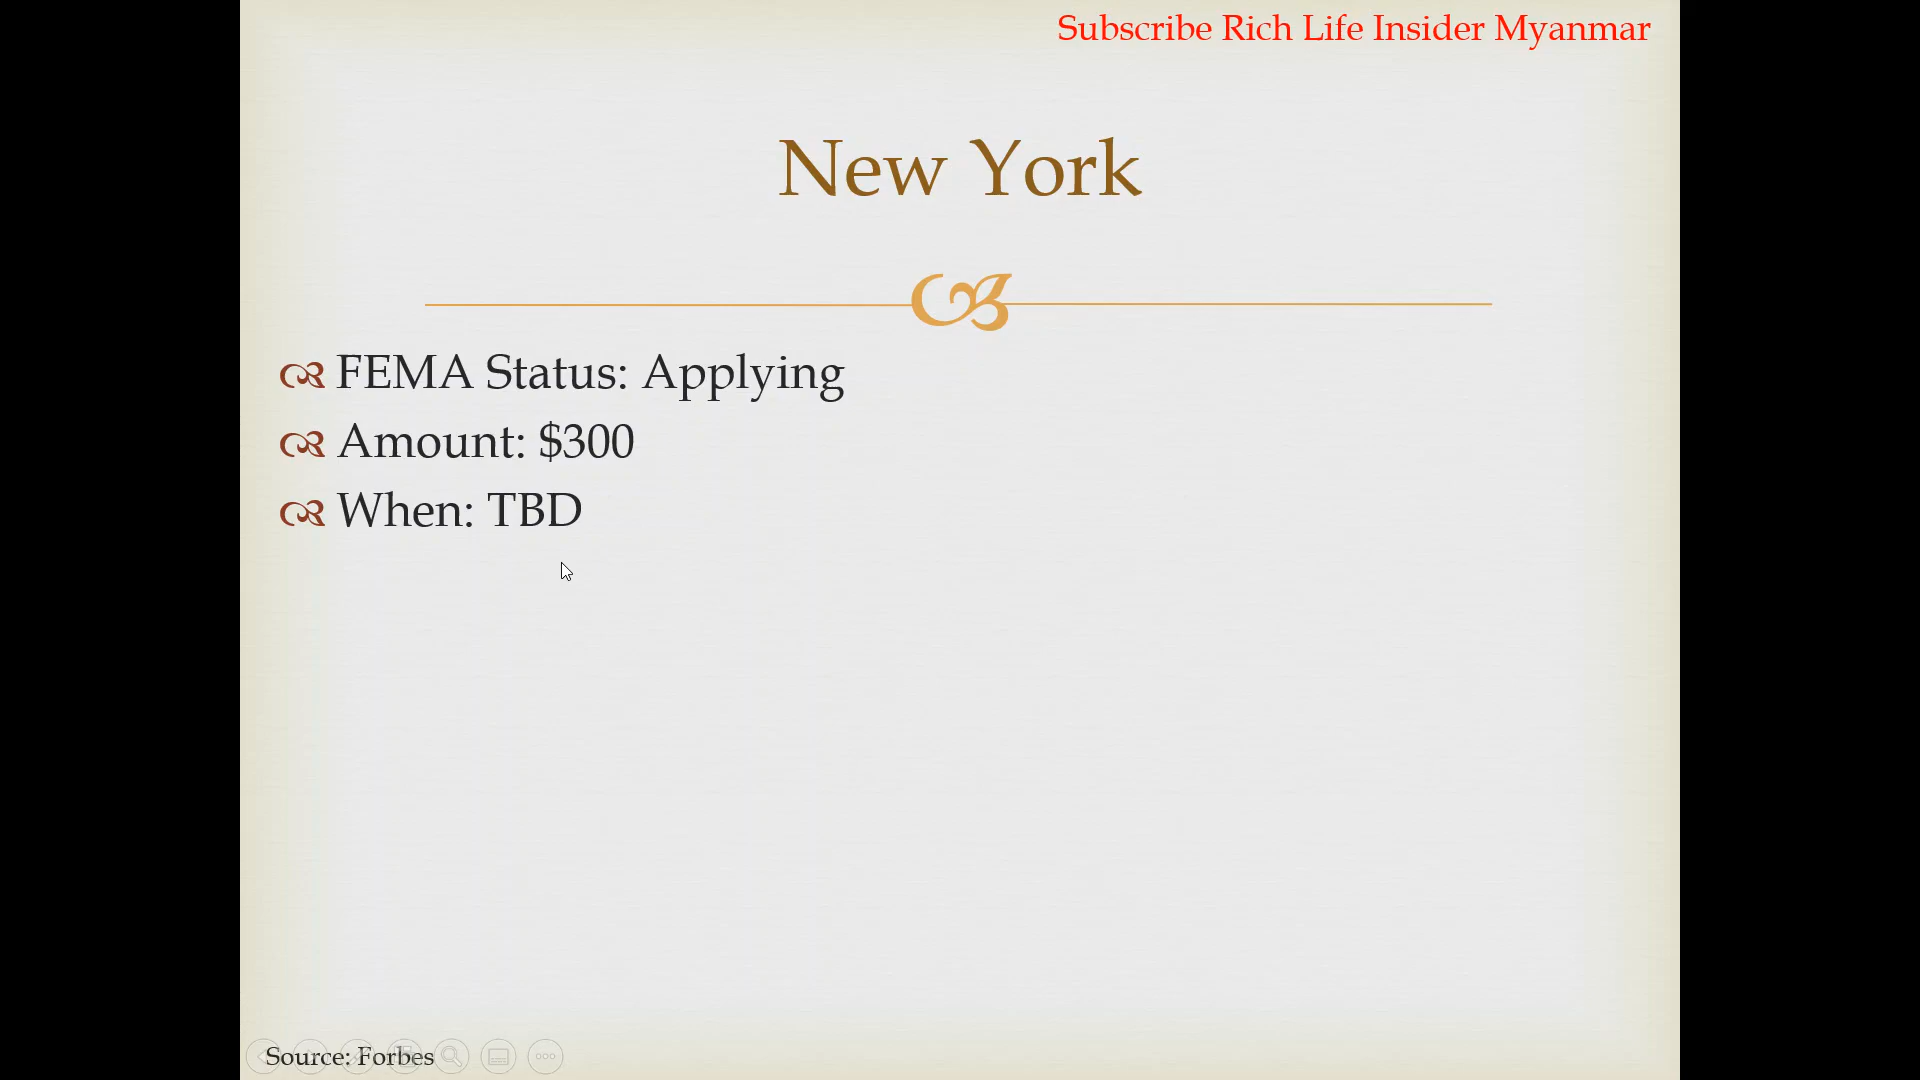 Subscribe Rich Life Insider Myanmar
New York
FEMA Status: Applying
Amount: $300
When: TBD
Source: Forbes